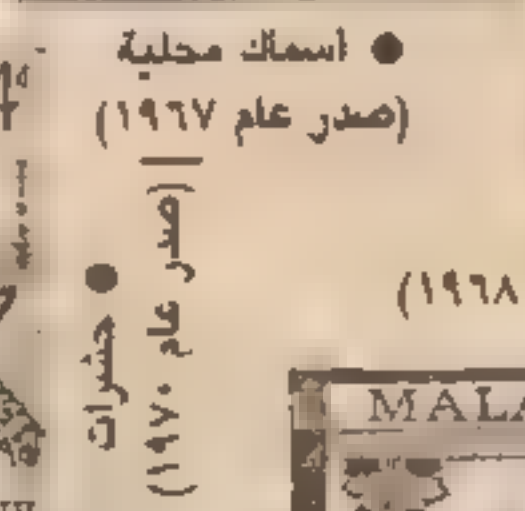 ● اسماك محلية
(صدر عام ١٩٦٧)
● حشرات
(صدر عام ١٩٧٠)
١٩٦٨)
MALA